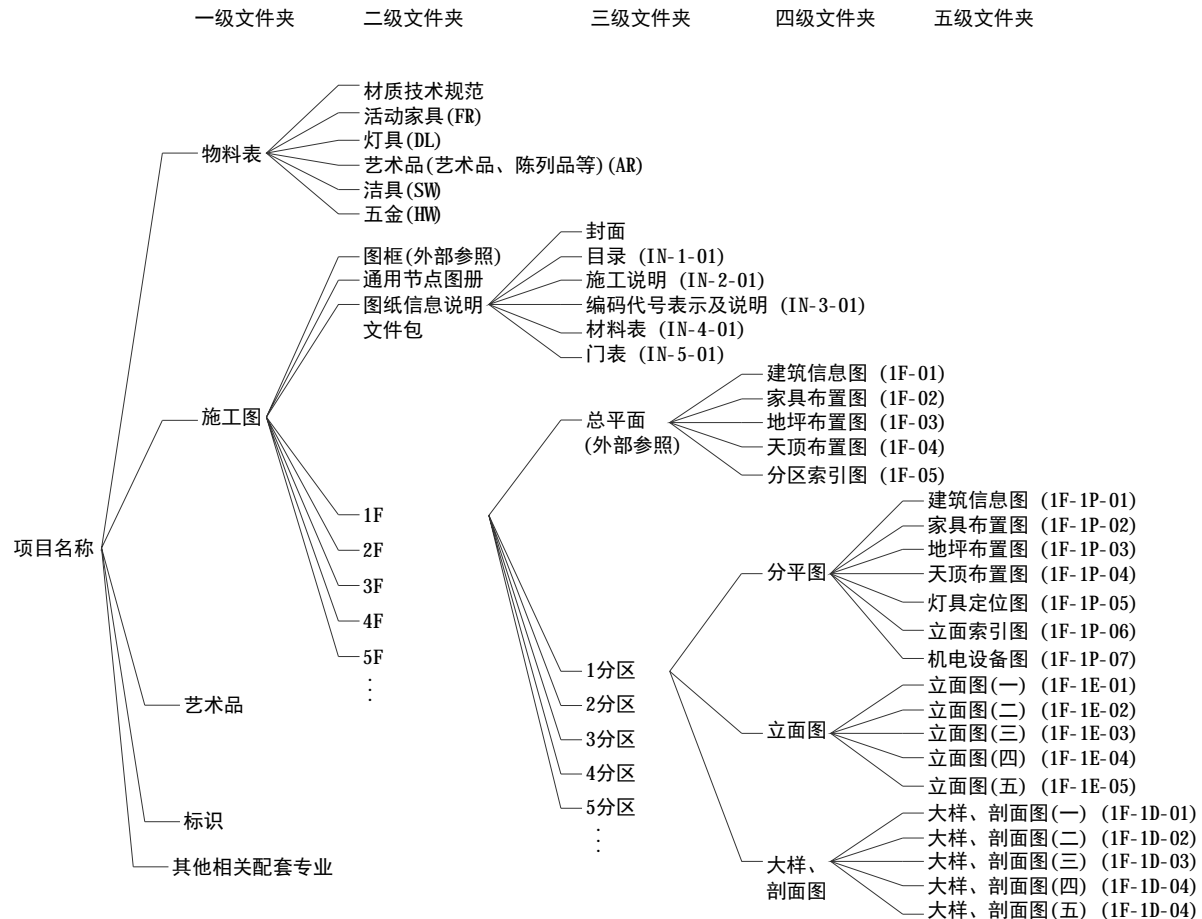 一级文件夹 二级文件夹 三级文件夹 四级文件夹 五级文件夹
项目名称
物料表
材质技术规范
活动家具(FR)
灯具(DL)
艺术品(艺术品、陈列品等)(AR)
洁具(SW)
五金(HW)
施工图
图框(外部参照)
通用节点图册
图纸信息说明
文件包
封面
目录 (IN-1-01)
施工说明 (IN-2-01)
编码代号表示及说明 (IN-3-01)
材料表 (IN-4-01)
门表 (IN-5-01)
1F
2F
3F
4F
5F
⋮
总平面
(外部参照)
建筑信息图 (1F-01)
家具布置图 (1F-02)
地坪布置图 (1F-03)
天顶布置图 (1F-04)
分区索引图 (1F-05)
1分区
2分区
3分区
4分区
5分区
⋮
分平图
建筑信息图 (1F-1P-01)
家具布置图 (1F-1P-02)
地坪布置图 (1F-1P-03)
天顶布置图 (1F-1P-04)
灯具定位图 (1F-1P-05)
立面索引图 (1F-1P-06)
机电设备图 (1F-1P-07)
立面图
立面图(一) (1F-1E-01)
立面图(二) (1F-1E-02)
立面图(三) (1F-1E-03)
立面图(四) (1F-1E-04)
立面图(五) (1F-1E-05)
大样、
剖面图
大样、剖面图(一) (1F-1D-01)
大样、剖面图(二) (1F-1D-02)
大样、剖面图(三) (1F-1D-03)
大样、剖面图(四) (1F-1D-04)
大样、剖面图(五) (1F-1D-04)
艺术品
标识
其他相关配套专业